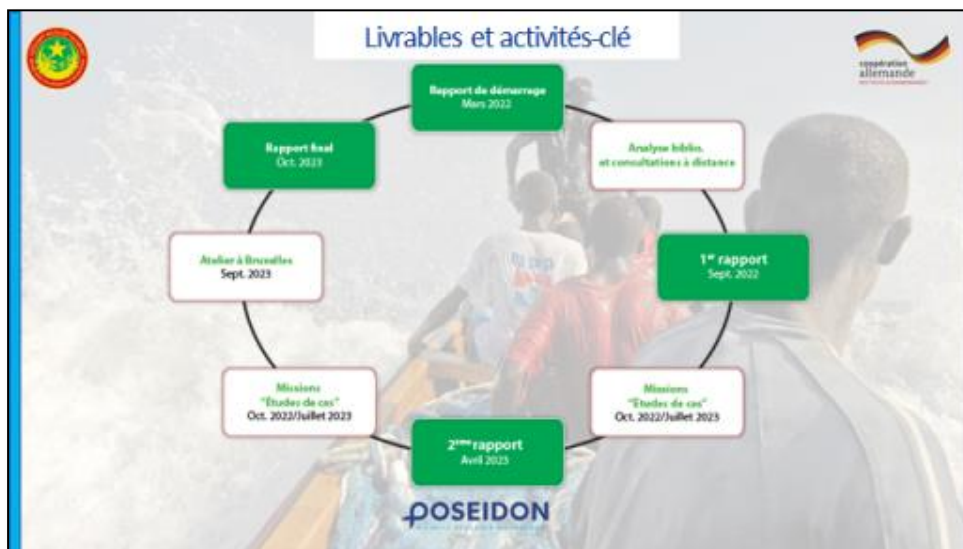 Livrables et activités-clé
coopération
allemande
Rapport de démarrage
Mars 2022
Analyse biblio.
et consultations à distance
1er rapport
Sept. 2022
Missions
"Études de cas"
Oct. 2022/Juillet 2023
2ème rapport
Avril 2023
Missions
"Études de cas"
Oct. 2022/Juillet 2023
Atelier à Bruxelles
Sept. 2023
Rapport final
Oct. 2023
POSEIDON